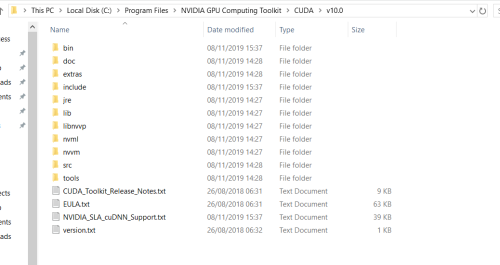 This PC > Local Disk (C:) > Program Files > NVIDIA GPU Computing Toolkit > CUDA > v10.0
Name Date modified Type Size
bin 08/11/2019 15:37 File folder
doc 08/11/2019 14:28 File folder
extras 08/11/2019 14:28 File folder
include 08/11/2019 15:37 File folder
jre 08/11/2019 14:27 File folder
lib 08/11/2019 14:27 File folder
libnvvp 08/11/2019 14:27 File folder
nvml 08/11/2019 14:27 File folder
nvvm 08/11/2019 14:27 File folder
src 08/11/2019 14:28 File folder
tools 08/11/2019 14:28 File folder
CUDA_Toolkit_Release_Notes.txt 26/08/2018 06:31 Text Document 9 KB
EULA.txt 26/08/2018 06:31 Text Document 63 KB
NVIDIA_SLA_cuDNN_Support.txt 08/11/2019 15:37 Text Document 39 KB
version.txt 26/08/2018 06:32 Text Document 1 KB